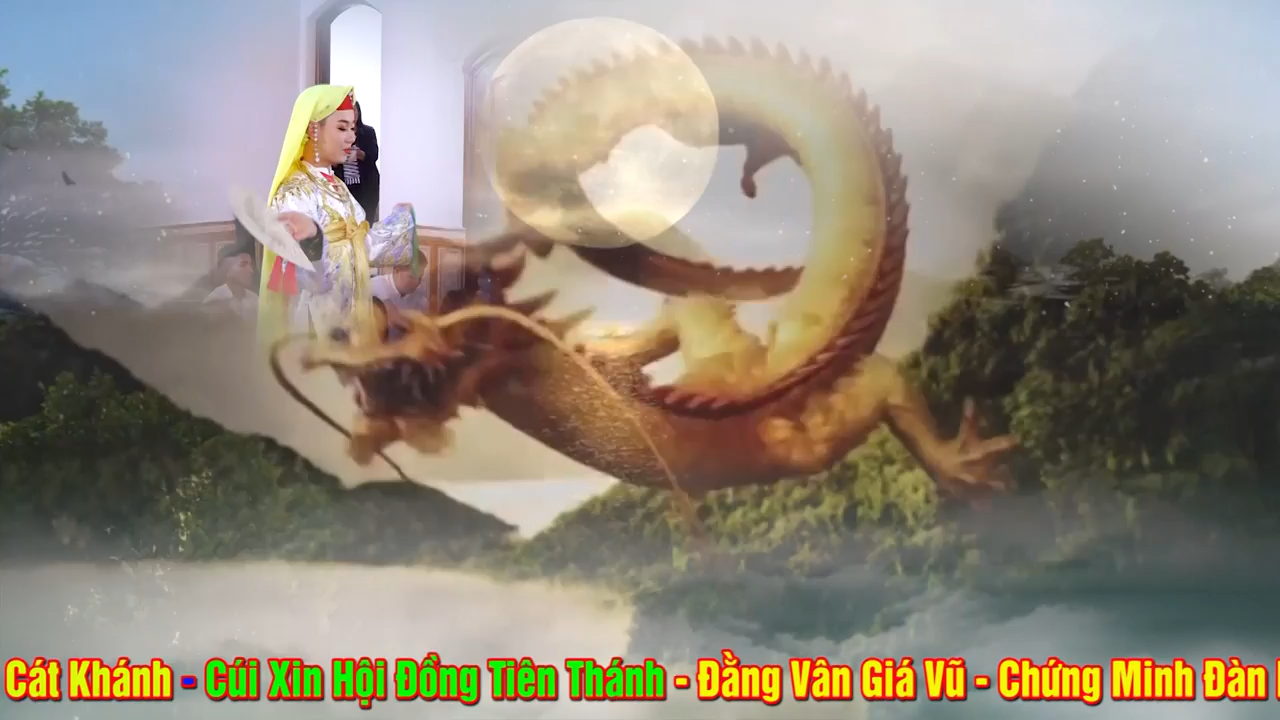 Cát Khánh - Cúi Xin Hội Đồng Tiên Thánh - Đằng Vân Giá Vũ - Chứng Minh Đàn